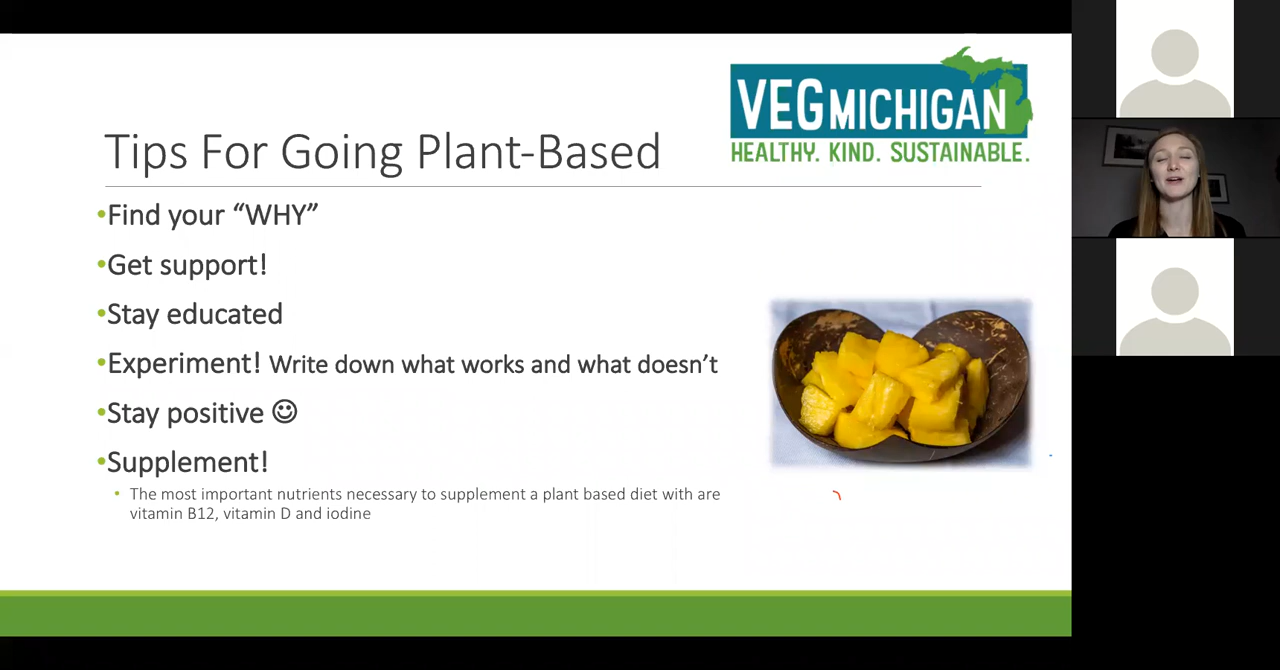 VEGMICHIGAN
HEALTHY. KIND. SUSTAINABLE.
Tips For Going Plant-Based
•Find your “WHY”
•Get support!
•Stay educated
•Experiment! Write down what works and what doesn’t
•Stay positive ☺
•Supplement!
• The most important nutrients necessary to supplement a plant based diet with are
vitamin B12, vitamin D and iodine